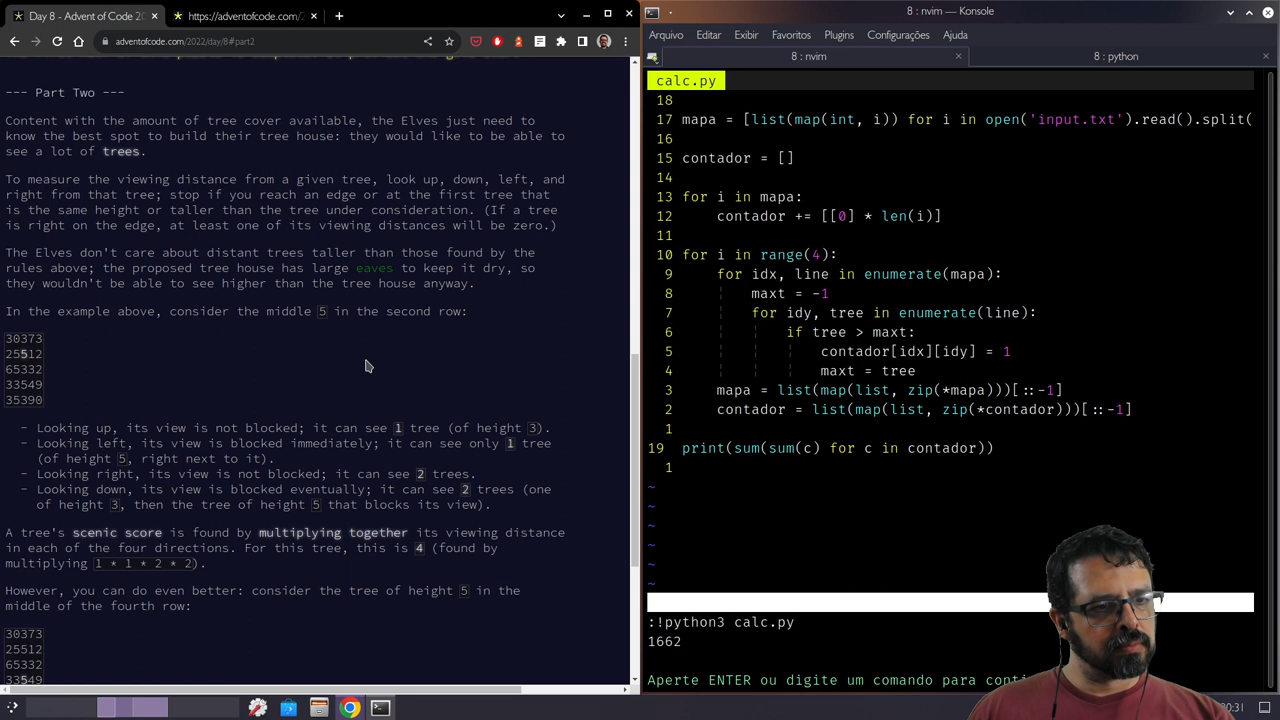 Day 8 - Advent of Code 20
https://adventofcode.com/2
adventofcode.com/2022/day/8#part2
--- Part Two ---
Content with the amount of tree cover available, the Elves just need to
know the best spot to build their tree house: they would like to be able to
see a lot of trees.
To measure the viewing distance from a given tree, look up, down, left, and
right from that tree; stop if you reach an edge or at the first tree that
is the same height or taller than the tree under consideration. (If a tree
is right on the edge, at least one of its viewing distances will be zero.)
The Elves don't care about distant trees taller than those found by the
rules above; the proposed tree house has large eaves to keep it dry, so
they wouldn't be able to see higher than the tree house anyway.
In the example above, consider the middle 5 in the second row:
30373
25512
65332
33549
35390
- Looking up, its view is not blocked; it can see 1 tree (of height 3).
- Looking left, its view is blocked immediately; it can see only 1 tree
(of height 5, right next to it).
- Looking right, its view is not blocked; it can see 2 trees.
- Looking down, its view is blocked eventually; it can see 2 trees (one
of height 3, then the tree of height 5 that blocks its view).
A tree's scenic score is found by multiplying together its viewing distance
in each of the four directions. For this tree, this is 4 (found by
multiplying 1 * 1 * 2 * 2).
However, you can do even better: consider the tree of height 5 in the
middle of the fourth row:
30373
25512
65332
33549
8 : nvim — Konsole
Arquivo Editar Exibir Favoritos Plugins Configurações Ajuda
8 : nvim
8 : python
calc.py
18
17 mapa = [list(map(int, i)) for i in open('input.txt').read().split(
16
15 contador = []
14
13 for i in mapa:
12 contador += [[0] * len(i)]
11
10 for i in range(4):
9 for idx, line in enumerate(mapa):
8 maxt = -1
7 for idy, tree in enumerate(line):
6 if tree > maxt:
5 contador[idx][idy] = 1
4 maxt = tree
3 mapa = list(map(list, zip(*mapa)))[::-1]
2 contador = list(map(list, zip(*contador)))[::-1]
1
19 print(sum(sum(c) for c in contador))
1
~
~
~
~
~
~
:!python3 calc.py
1662
Aperte ENTER ou digite um comando para conti